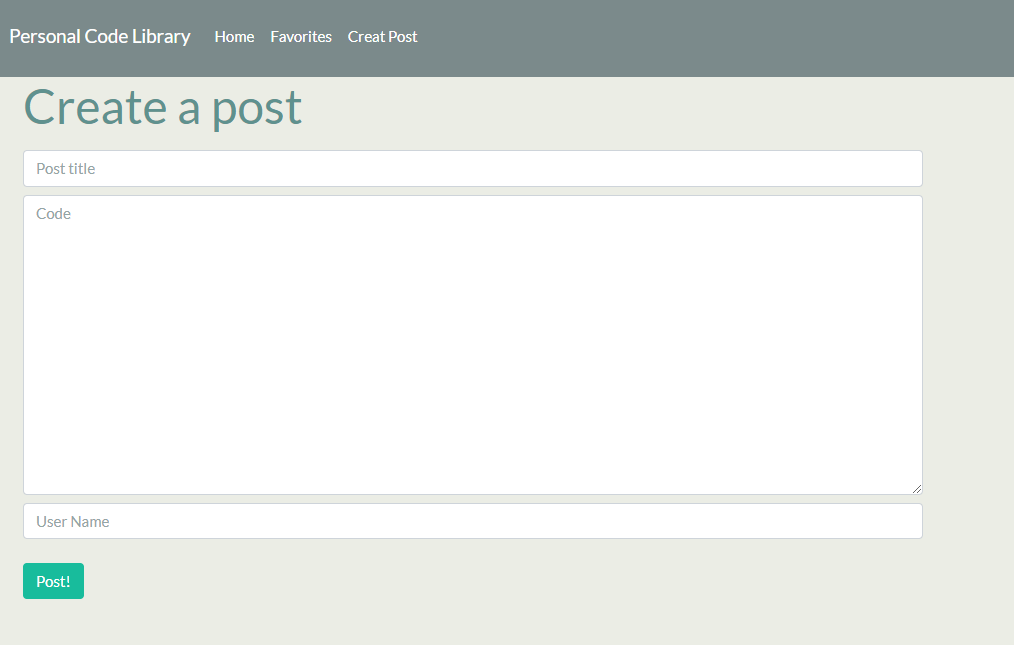 Personal Code Library Home Favorites Creat Post
Create a post
Post title
Code
User Name
Post!